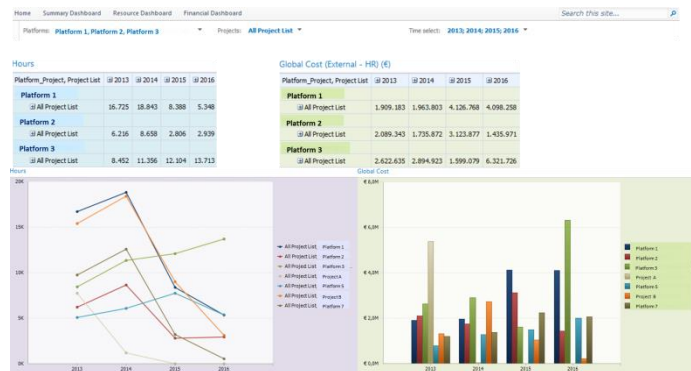 Home Summary Dashboard Resource Dashboard Financial Dashboard Search this site...
Platforms: Platform 1, Platform 2, Platform 3 Projects: All Project List Time select: 2013; 2014; 2015; 2016
Hours
Platform_Project, Project List 2013 2014 2015 2016
Platform 1
All Project List 16.725 18.843 8.388 5.348
Platform 2
All Project List 6.216 8.658 2.806 2.939
Platform 3
All Project List 8.452 11.356 12.104 13.713
Global Cost (External - HR) (€)
Platform_Project, Project List 2013 2014 2015 2016
Platform 1
All Project List 1.909.183 1.963.803 4.126.768 4.098.258
Platform 2
All Project List 2.089.343 1.735.872 3.123.877 1.435.971
Platform 3
All Project List 2.622.635 2.894.923 1.599.079 6.321.726
Hours
20K
15K
10K
5K
0K
2013 2014 2015 2016
All Project List Platform 1
All Project List Platform 2
All Project List Platform 3
All Project List Project A
All Project List Platform 5
All Project List Project B
All Project List Platform 7
Global Cost
€ 8,0M
€ 6,0M
€ 4,0M
€ 2,0M
€ 0,0M
2013 2014 2015 2016
Platform 1
Platform 2
Platform 3
Project A
Platform 5
Project B
Platform 7